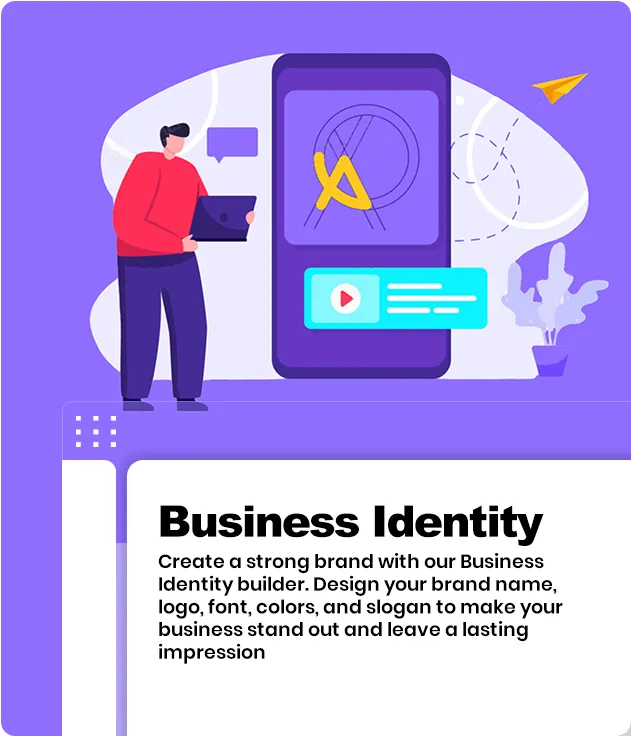 Business Identity
Create a strong brand with our Business
Identity builder. Design your brand name,
logo, font, colors, and slogan to make your
business stand out and leave a lasting
impression